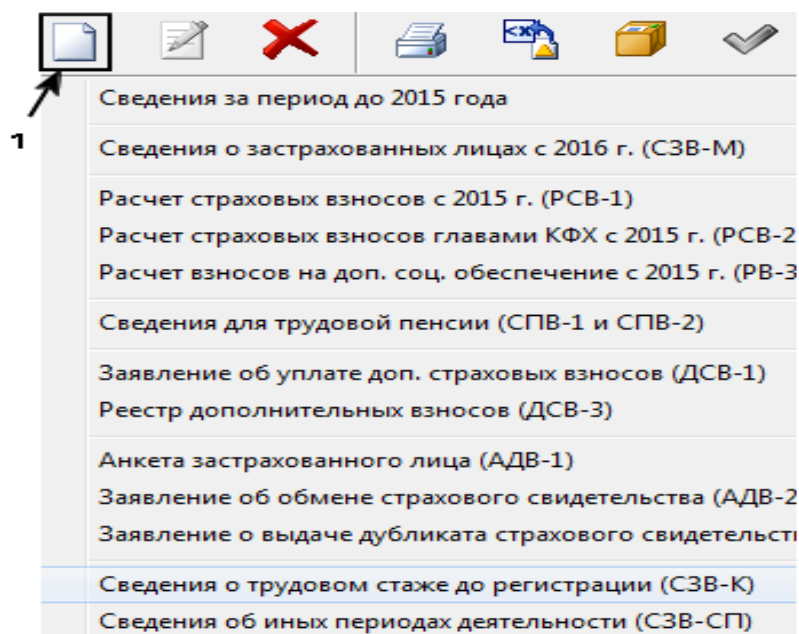 1
Сведения за период до 2015 года
Сведения о застрахованных лицах с 2016 г. (СЗВ-М)
Расчет страховых взносов с 2015 г. (РСВ-1)
Расчет страховых взносов главами КФХ с 2015 г. (РСВ-2
Расчет взносов на доп. соц. обеспечение с 2015 г. (РВ-3
Сведения для трудовой пенсии (СПВ-1 и СПВ-2)
Заявление об уплате доп. страховых взносов (ДСВ-1)
Реестр дополнительных взносов (ДСВ-3)
Анкета застрахованного лица (АДВ-1)
Заявление об обмене страхового свидетельства (АДВ-2
Заявление о выдаче дубликата страхового свидетельст
Сведения о трудовом стаже до регистрации (СЗВ-К)
Сведения об иных периодах деятельности (СЗВ-СП)